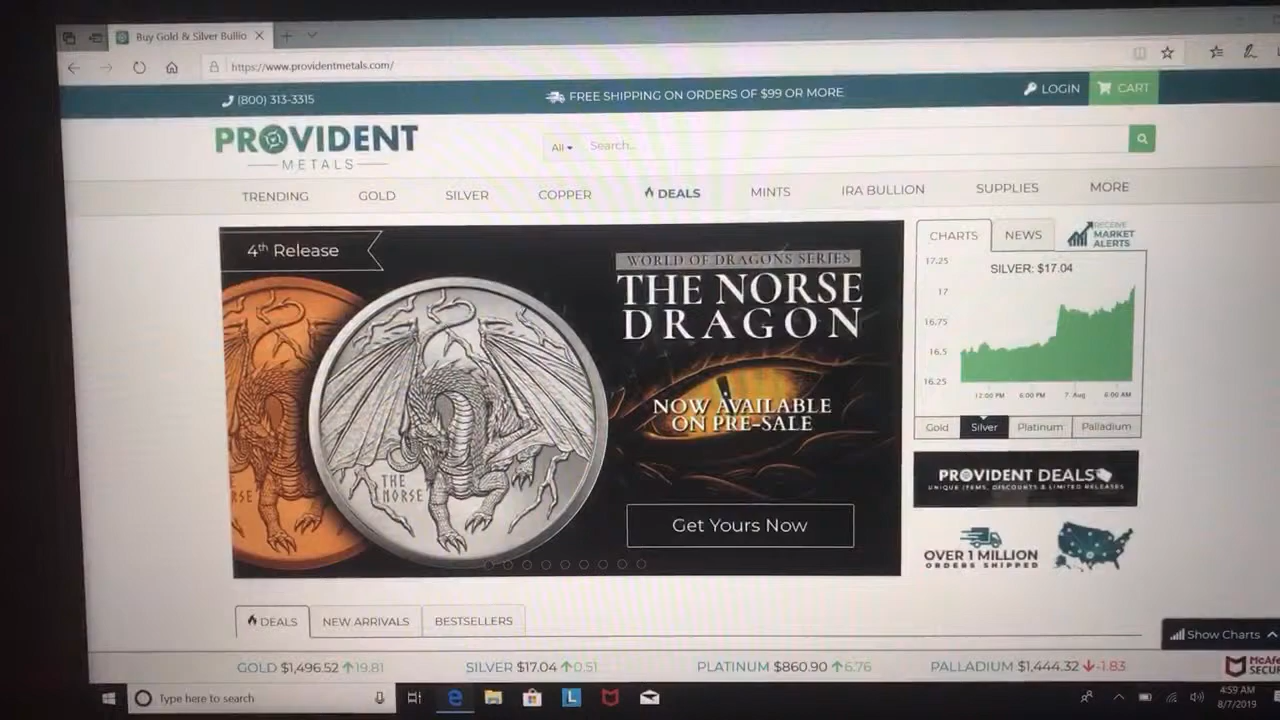 Buy Gold & Silver Bullio
https://www.providentmetals.com/
(800) 313-3315
FREE SHIPPING ON ORDERS OF $99 OR MORE
LOGIN
CART
PROVIDENT
METALS
All
Search...
TRENDING
GOLD
SILVER
COPPER
DEALS
MINTS
IRA BULLION
SUPPLIES
MORE
4th Release
WORLD OF DRAGONS SERIES
THE NORSE
DRAGON
NOW AVAILABLE
ON PRE-SALE
Get Yours Now
THE
NORSE
RSE
CHARTS
NEWS
RECEIVE
MARKET
ALERTS
SILVER: $17.04
17.25
17
16.75
16.5
16.25
12:00 PM
6:00 PM
7. Aug
6:00 AM
Gold
Silver
Platinum
Palladium
PROVIDENT DEALS
UNIQUE ITEMS, DISCOUNTS & LIMITED RELEASES
OVER 1 MILLION
ORDERS SHIPPED
DEALS
NEW ARRIVALS
BESTSELLERS
Show Charts
GOLD $1,496.52 19.81
SILVER $17.04 0.51
PLATINUM $860.90 6.76
PALLADIUM $1,444.32 -1.83
McAfe
SECUR
Type here to search
L
4:59 AM
8/7/2019